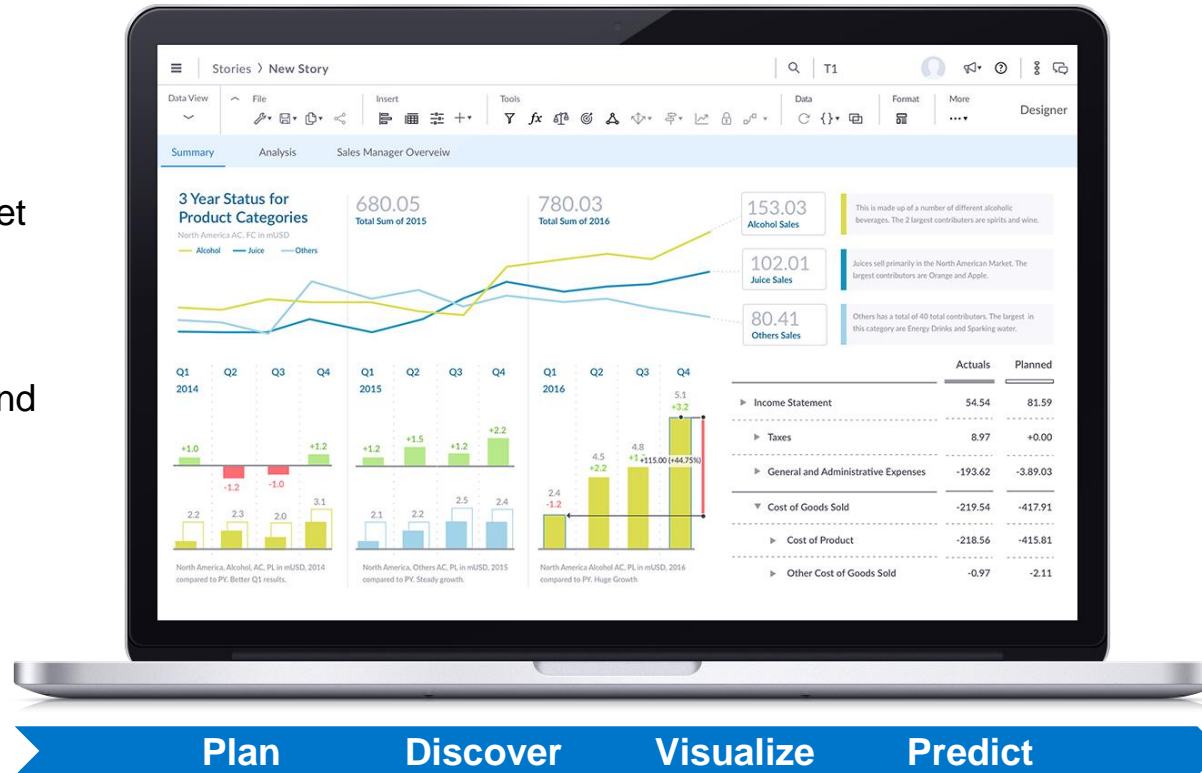 et
nd
Stories > New Story
T1
Data View
File
Insert
Tools
Data
Format
More
Designer
fx
Summary
Analysis
Sales Manager Overveiw
3 Year Status for
Product Categories
North America AC, FC in mUSD
Alcohol Juice Others
680.05
Total Sum of 2015
780.03
Total Sum of 2016
153.03
Alcohol Sales
This is made up of a number of different alcoholic
beverages. The 2 largest contributers are spirits and wine.
102.01
Juice Sales
Juices sell primarily in the North American Market. The
largest contributors are Orange and Apple.
80.41
Others Sales
Others has a total of 40 total contributors. The largest in
this category are Energy Drinks and Sparking water.
Q1 Q2 Q3 Q4
2014
+1.0 -1.2 -1.0 +1.2
2.2 2.3 2.0 3.1
North America, Alcohol, AC, PL in mUSD, 2014
compared to PY. Better Q1 results.
Q1 Q2 Q3 Q4
2015
+1.2 +1.5 +1.2 +2.2
2.1 2.2 2.5 2.4
North America, Others AC, PL in mUSD, 2015
compared to PY. Steady growth.
Q1 Q2 Q3 Q4
2016
2.4 4.5 4.8 5.1
-1.2 +2.2 +3.2
+115.00 (+44.75%)
North America Alcohol AC, PL in mUSD, 2016
compared to PY. Huge Growth
Actuals Planned
Income Statement 54.54 81.59
Taxes 8.97 +0.00
General and Administrative Expenses -193.62 -3.89.03
Cost of Goods Sold -219.54 -417.91
Cost of Product -218.56 -415.81
Other Cost of Goods Sold -0.97 -2.11
Plan Discover Visualize Predict